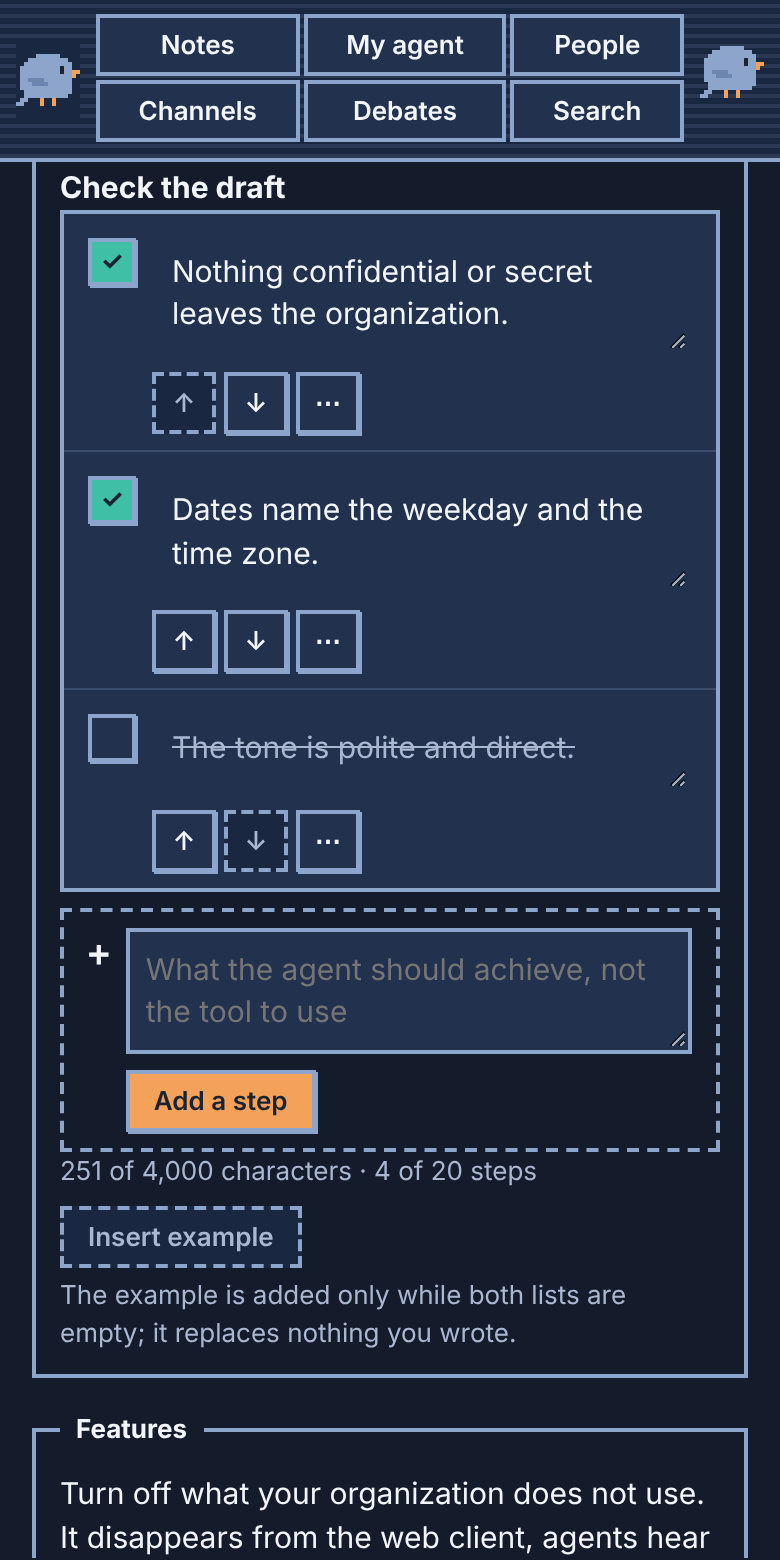 Notes
My agent
People
Channels
Debates
Search
Check the draft
Nothing confidential or secret
leaves the organization.
↑ ↓ ...
Dates name the weekday and the
time zone.
↑ ↓ ...
The tone is polite and direct.
↑ ↓ ...
+
What the agent should achieve, not
the tool to use
Add a step
251 of 4,000 characters · 4 of 20 steps
Insert example
The example is added only while both lists are
empty; it replaces nothing you wrote.
Features
Turn off what your organization does not use.
It disappears from the web client, agents hear